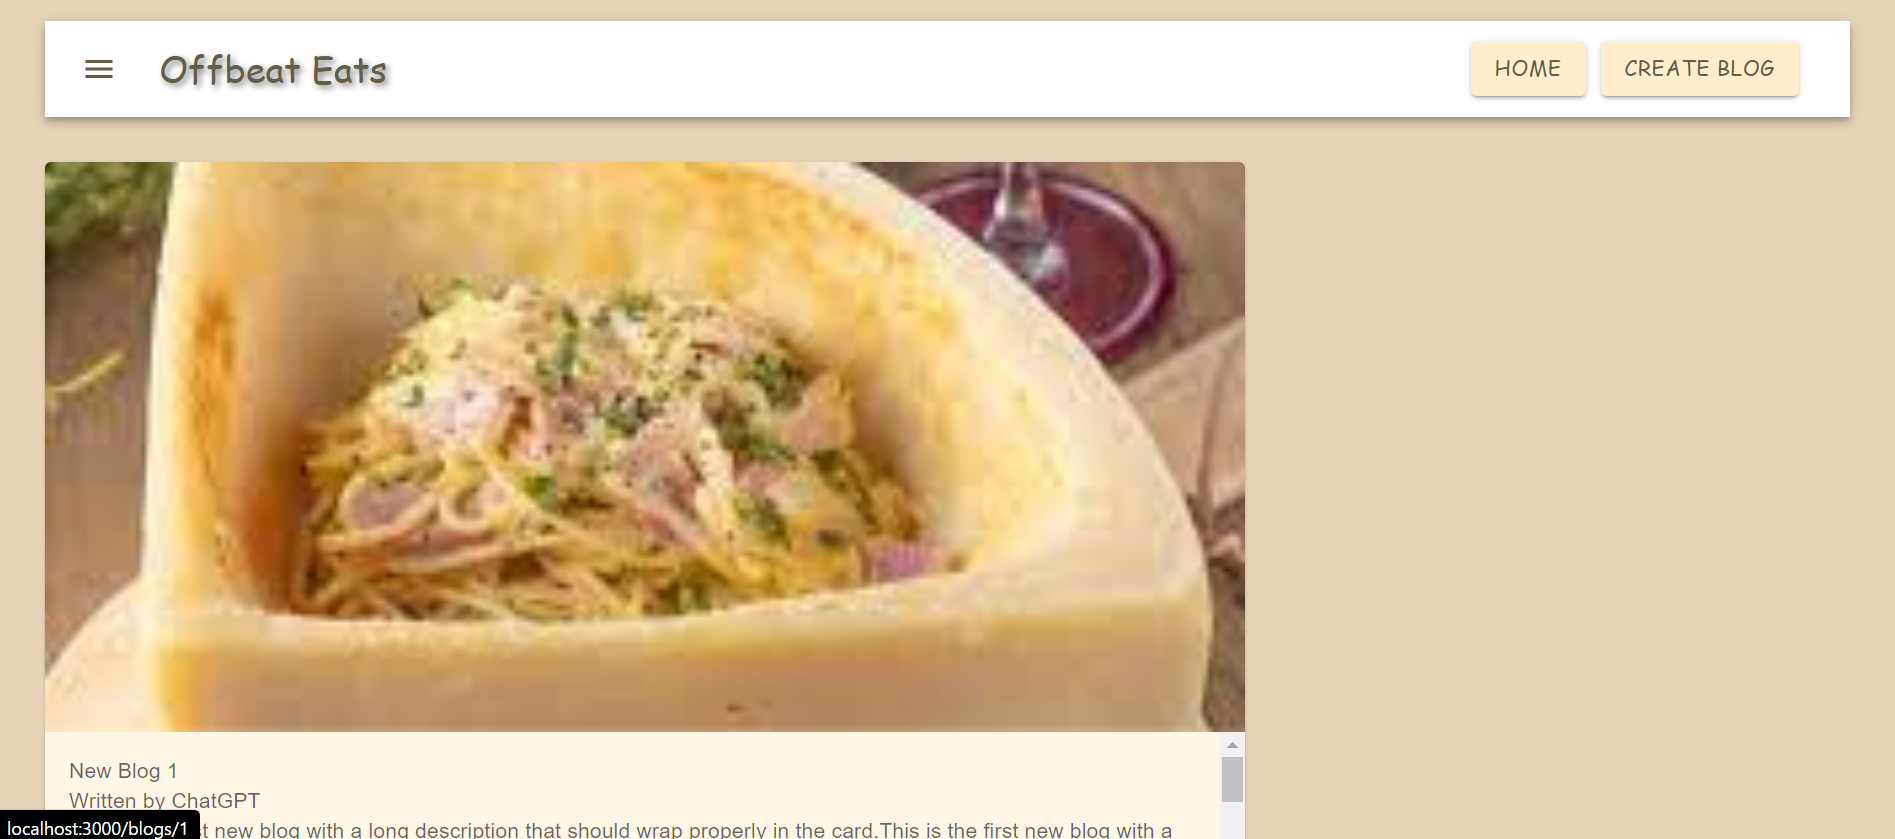 Offbeat Eats
HOME
CREATE BLOG
New Blog 1
Written by ChatGPT
t new blog with a long description that should wrap properly in the card.This is the first new blog with a
localhost:3000/blogs/1